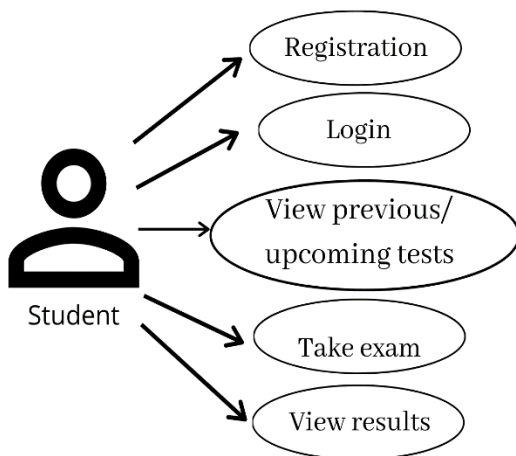 Registration
Login
View previous/
upcoming tests
Student
Take exam
View results